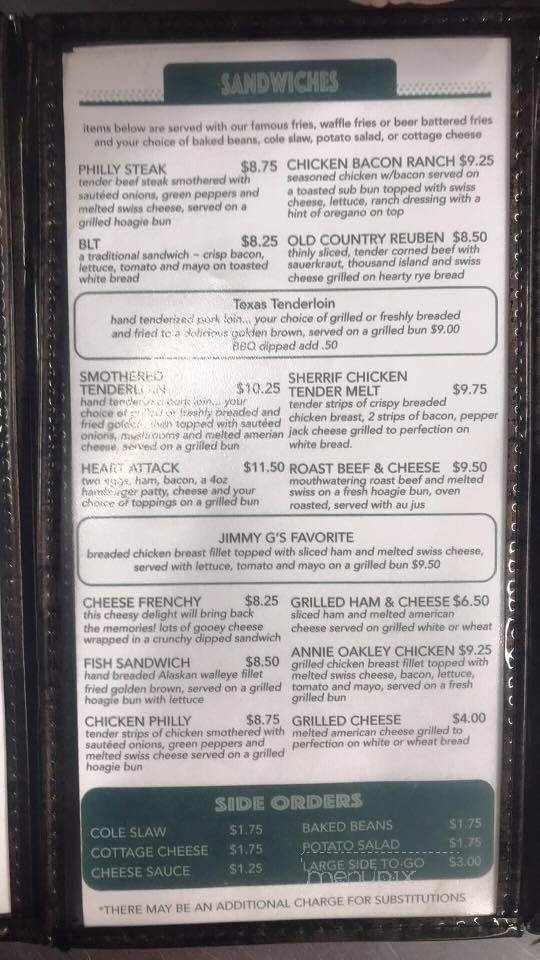 SANDWICHES
items below are served with our famous fries, waffle fries or beer battered fries
and your choice of baked beans, cole slaw, potato salad, or cottage cheese
PHILLY STEAK $8.75
tender beef steak smothered with
sautéed onions, green peppers and
melted swiss cheese, served on a
grilled hoagie bun
CHICKEN BACON RANCH $9.25
seasoned chicken w/bacon served on
a toasted sub bun topped with swiss
cheese, lettuce, ranch dressing with a
hint of oregano on top
BLT $8.25
a traditional sandwich ~ crisp bacon,
lettuce, tomato and mayo on toasted
white bread
OLD COUNTRY REUBEN $8.50
thinly sliced, tender corned beef with
sauerkraut, thousand island and swiss
cheese grilled on hearty rye bread
Texas Tenderloin
hand tenderized pork loin... your choice of grilled or freshly breaded
and fried to a delicious golden brown, served on a grilled bun $9.00
BBQ dipped add .50
SMOTHERED
TENDERLOIN $10.25
hand tenderized pork loin... your
choice of grilled or freshly breaded and
fried golden, then topped with sautéed
onions, mushrooms and melted amerian
cheese, served on a grilled bun
SHERRIF CHICKEN
TENDER MELT $9.75
tender strips of crispy breaded
chicken breast, 2 strips of bacon, pepper
jack cheese grilled to perfection on
white bread.
HEART ATTACK $11.50
two eggs, ham, bacon, a 4oz
hamburger patty, cheese and your
choice of toppings on a grilled bun
ROAST BEEF & CHEESE $9.50
mouthwatering roast beef and melted
swiss on a fresh hoagie bun, oven
roasted, served with au jus
JIMMY G'S FAVORITE
breaded chicken breast fillet topped with sliced ham and melted swiss cheese,
served with lettuce, tomato and mayo on a grilled bun $9.50
CHEESE FRENCHY $8.25
this cheesy delight will bring back
the memories! lots of gooey cheese
wrapped in a crunchy dipped sandwich
GRILLED HAM & CHEESE $6.50
sliced ham and melted american
cheese served on grilled white or wheat
FISH SANDWICH $8.50
hand breaded Alaskan walleye fillet
fried golden brown, served on a grilled
hoagie bun with lettuce
ANNIE OAKLEY CHICKEN $9.25
grilled chicken breast fillet topped with
melted swiss cheese, bacon, lettuce,
tomato and mayo, served on a fresh
grilled bun
CHICKEN PHILLY $8.75
tender strips of chicken smothered with
sautéed onions, green peppers and
melted swiss cheese served on a grilled
hoagie bun
GRILLED CHEESE $4.00
melted american cheese grilled to
perfection on white or wheat bread
SIDE ORDERS
COLE SLAW $1.75
COTTAGE CHEESE $1.75
CHEESE SAUCE $1.25
BAKED BEANS $1.75
POTATO SALAD $1.75
LARGE SIDE TO-GO $3.00
menupix
*THERE MAY BE AN ADDITIONAL CHARGE FOR SUBSTITUTIONS